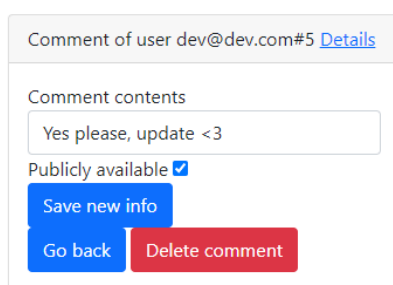 Comment of user dev@dev.com#5 Details
Comment contents
Yes please, update <3
Publicly available
Save new info
Go back Delete comment